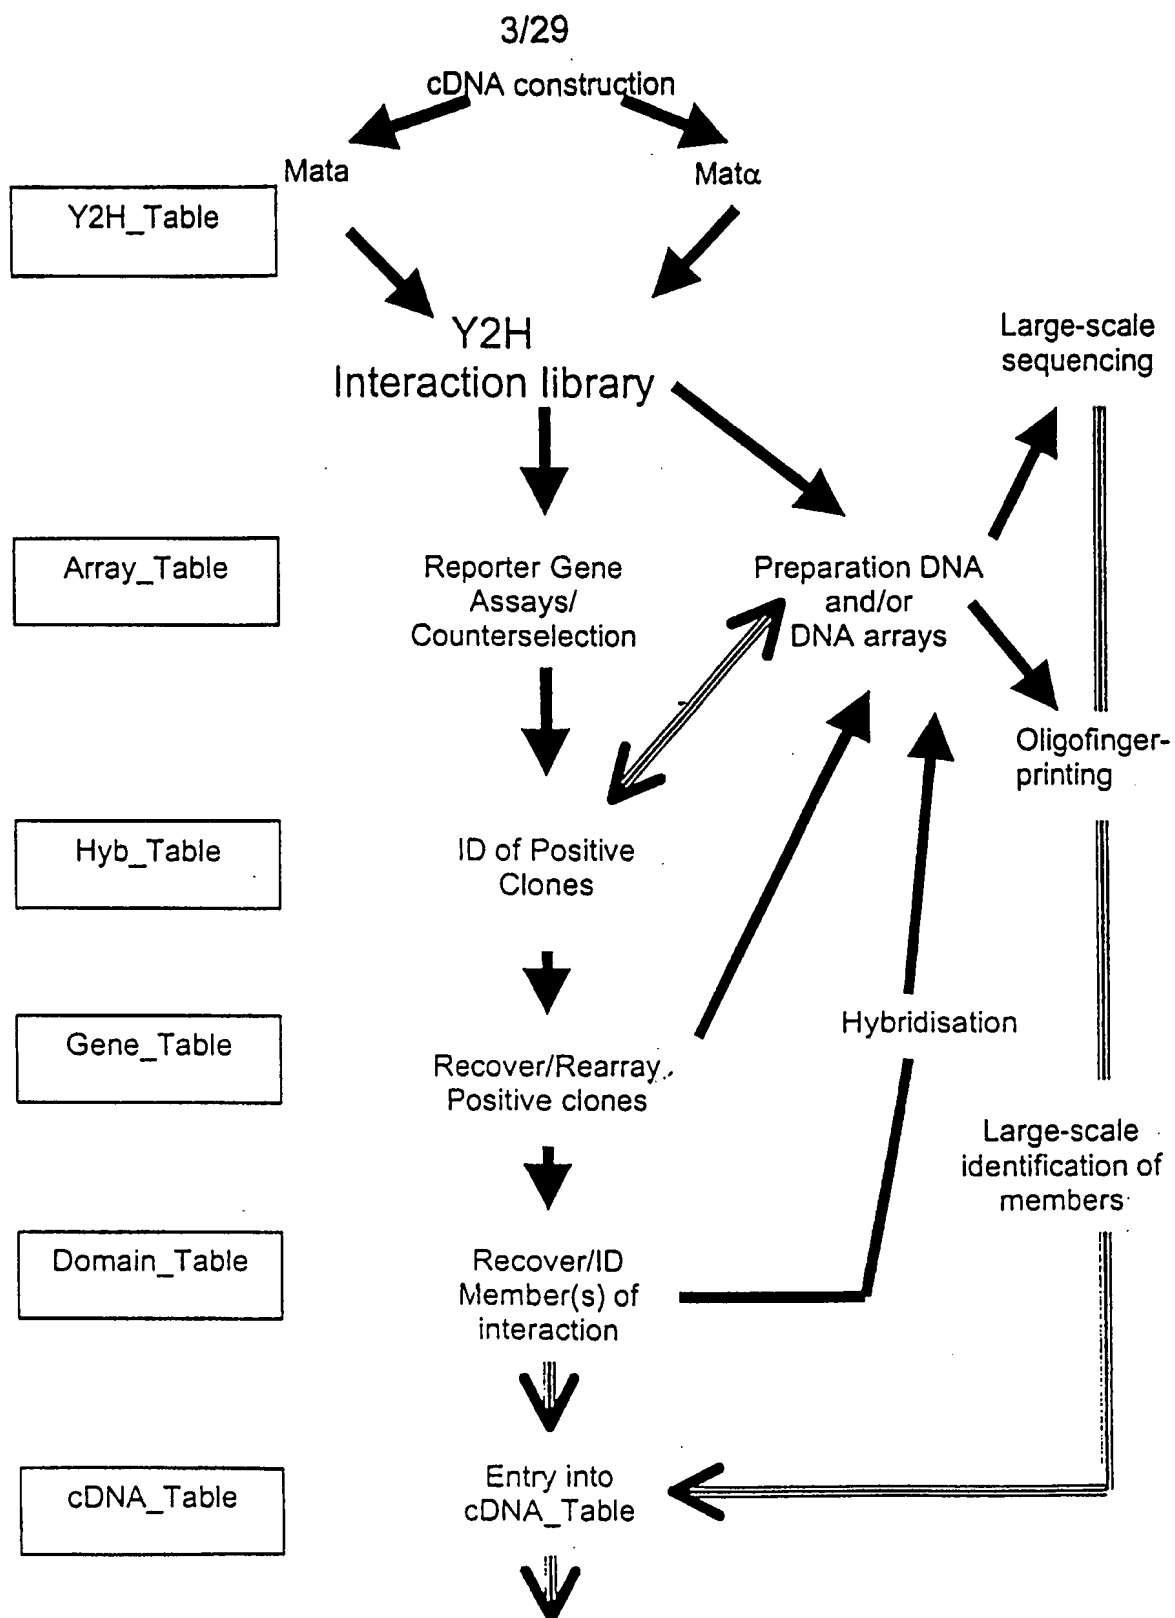 3/29
cDNA construction
Mata
Matα
Y2H_Table
Y2H
Interaction library
Large-scale
sequencing
Array_Table
Reporter Gene
Assays/
Counterselection
Preparation DNA
and/or
DNA arrays
Oligofinger-
printing
Hyb_Table
ID of Positive
Clones
Gene_Table
Recover/Rearray
Positive clones
Hybridisation
Large-scale
identification of
members
Domain_Table
Recover/ID
Member(s) of
interaction
cDNA_Table
Entry into
cDNA_Table